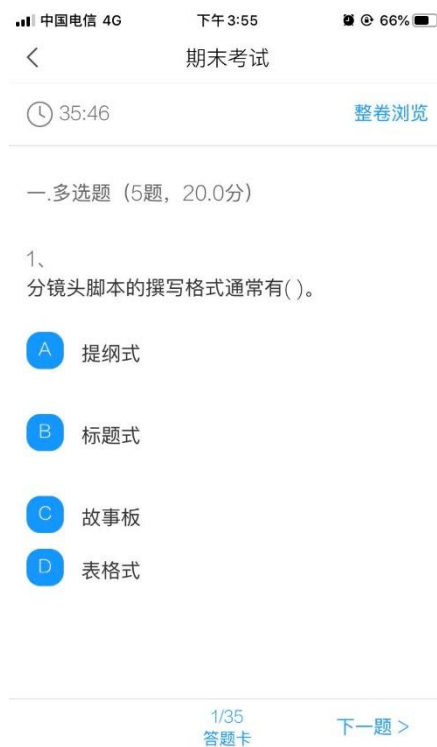 中国电信 4G 下午3:55 66%
期末考试
35:46 整卷浏览
一.多选题（5题，20.0分）
1、
分镜头脚本的撰写格式通常有( )。
A 提纲式
B 标题式
C 故事板
D 表格式
1/35
答题卡 下一题 >